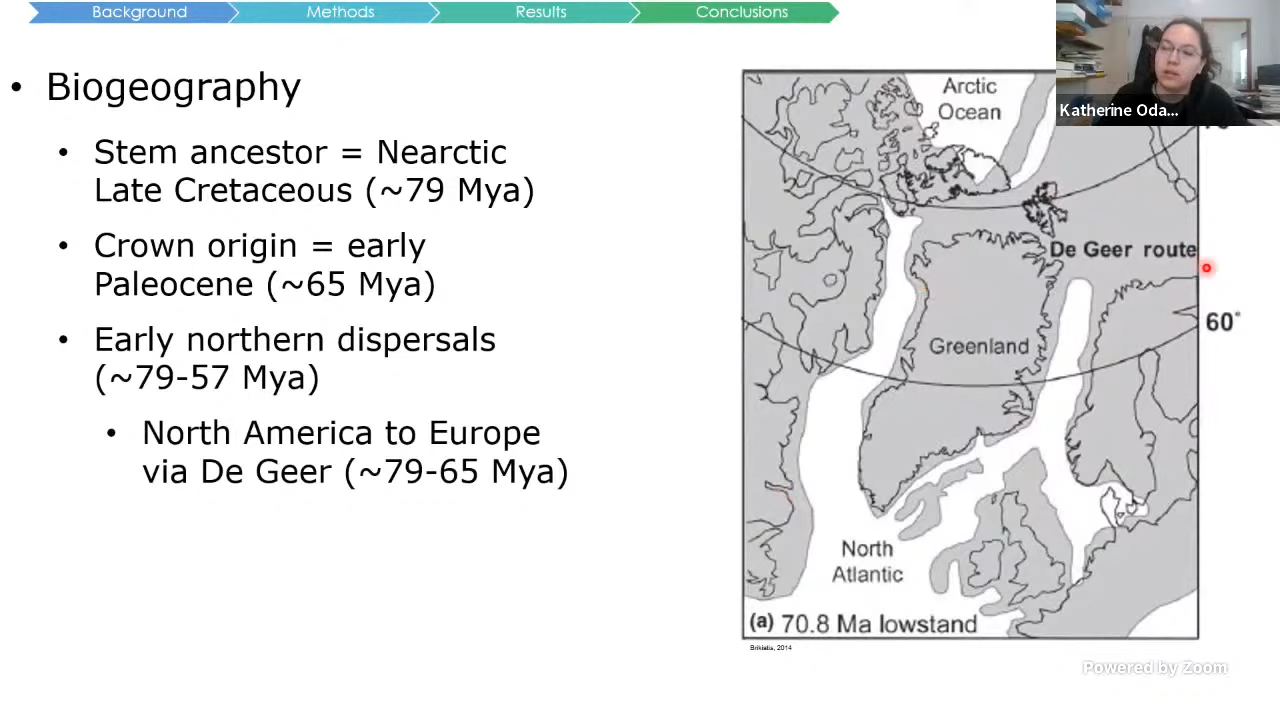 Background
Methods
Results
Conclusions
• Biogeography
• Stem ancestor = Nearctic
Late Cretaceous (~79 Mya)
• Crown origin = early
Paleocene (~65 Mya)
• Early northern dispersals
(~79-57 Mya)
• North America to Europe
via De Geer (~79-65 Mya)
Arctic
Ocean
Katherine Oda...
De Geer route
60°
Greenland
North
Atlantic
(a) 70.8 Ma lowstand
Brikiatis, 2014
Powered by Zoom